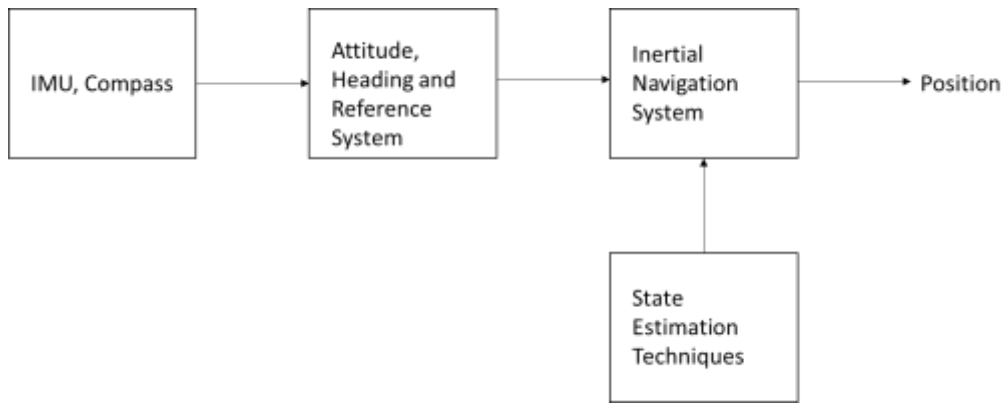 IMU, Compass
Attitude,
Heading and
Reference
System
Inertial
Navigation
System
Position
State
Estimation
Techniques